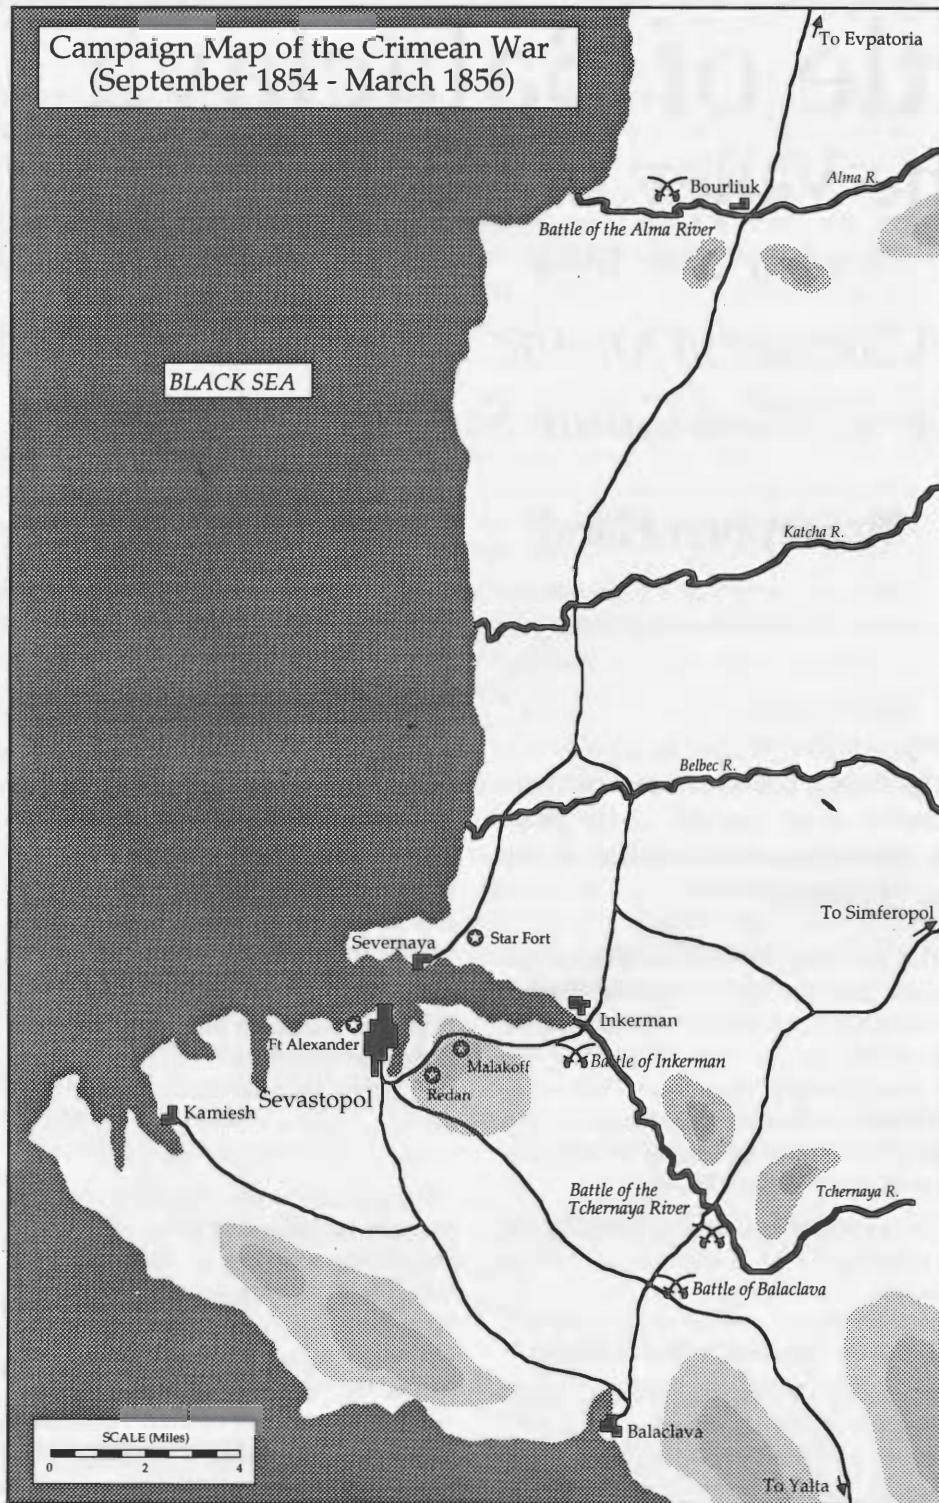 Campaign Map of the Crimean War
(September 1854 - March 1856)
To Evpatoria
Alma R.
Bourliuk
Battle of the Alma River
BLACK SEA
Katcha R.
Belbec R.
To Simferopol
Severnaya
Star Fort
Inkerman
Ft Alexander
Malakoff
Battle of Inkerman
Redan
Sevastopol
Kamiesh
Battle of the
Tchernaya River
Tchernaya R.
Battle of Balaclava
Balaclava
SCALE (Miles)
0 2 4
To Yalta